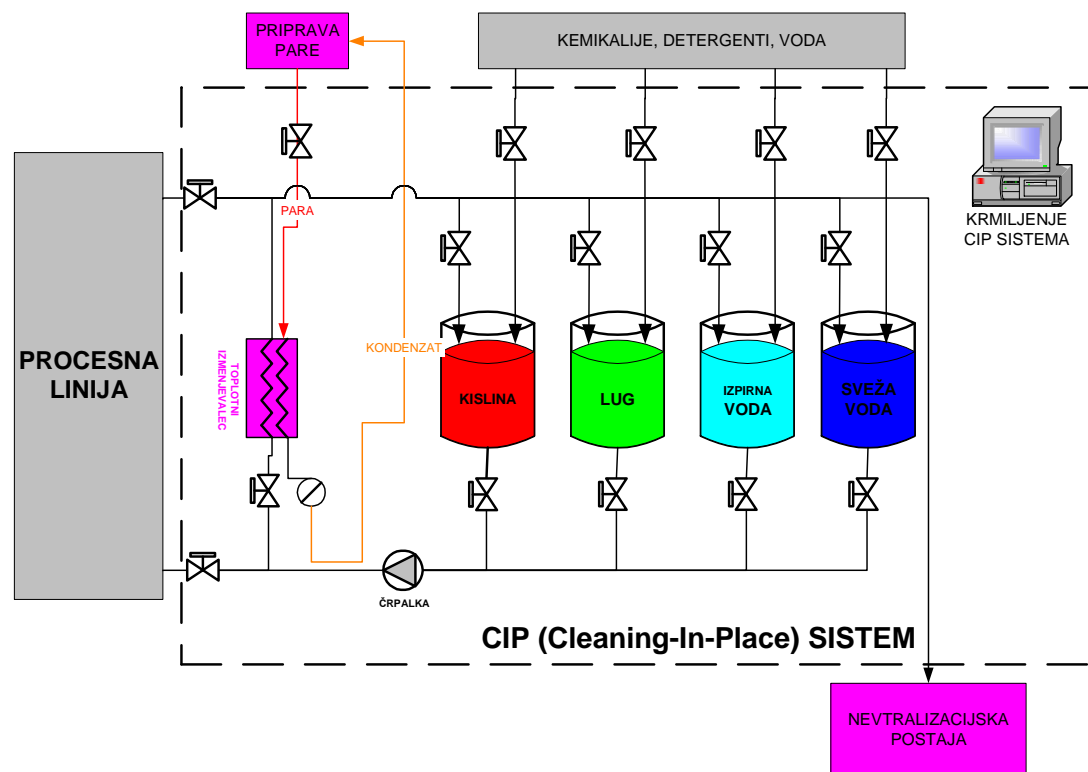 PRIPRAVA
PARE
KEMIKALIJE, DETERGENTI, VODA
KRMILJENJE
CIP SISTEMA
PARA
PROCESNA
LINIJA
TOPLOTNI
IZMENJEVALEC
KONDENZAT
KISLINA
LUG
IZPIRNA
VODA
SVEŽA
VODA
ČRPALKA
CIP (Cleaning-In-Place) SISTEM
NEVTRALIZACIJSKA
POSTAJA